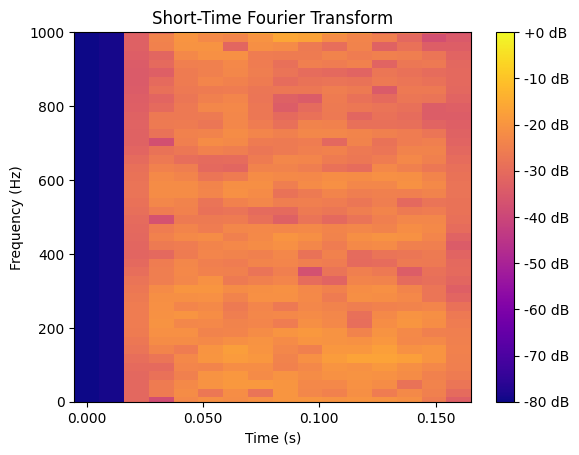 Short-Time Fourier Transform
1000
800
600
400
200
0
Frequency (Hz)
0.000
0.050
0.100
0.150
Time (s)
+0 dB
-10 dB
-20 dB
-30 dB
-40 dB
-50 dB
-60 dB
-70 dB
-80 dB